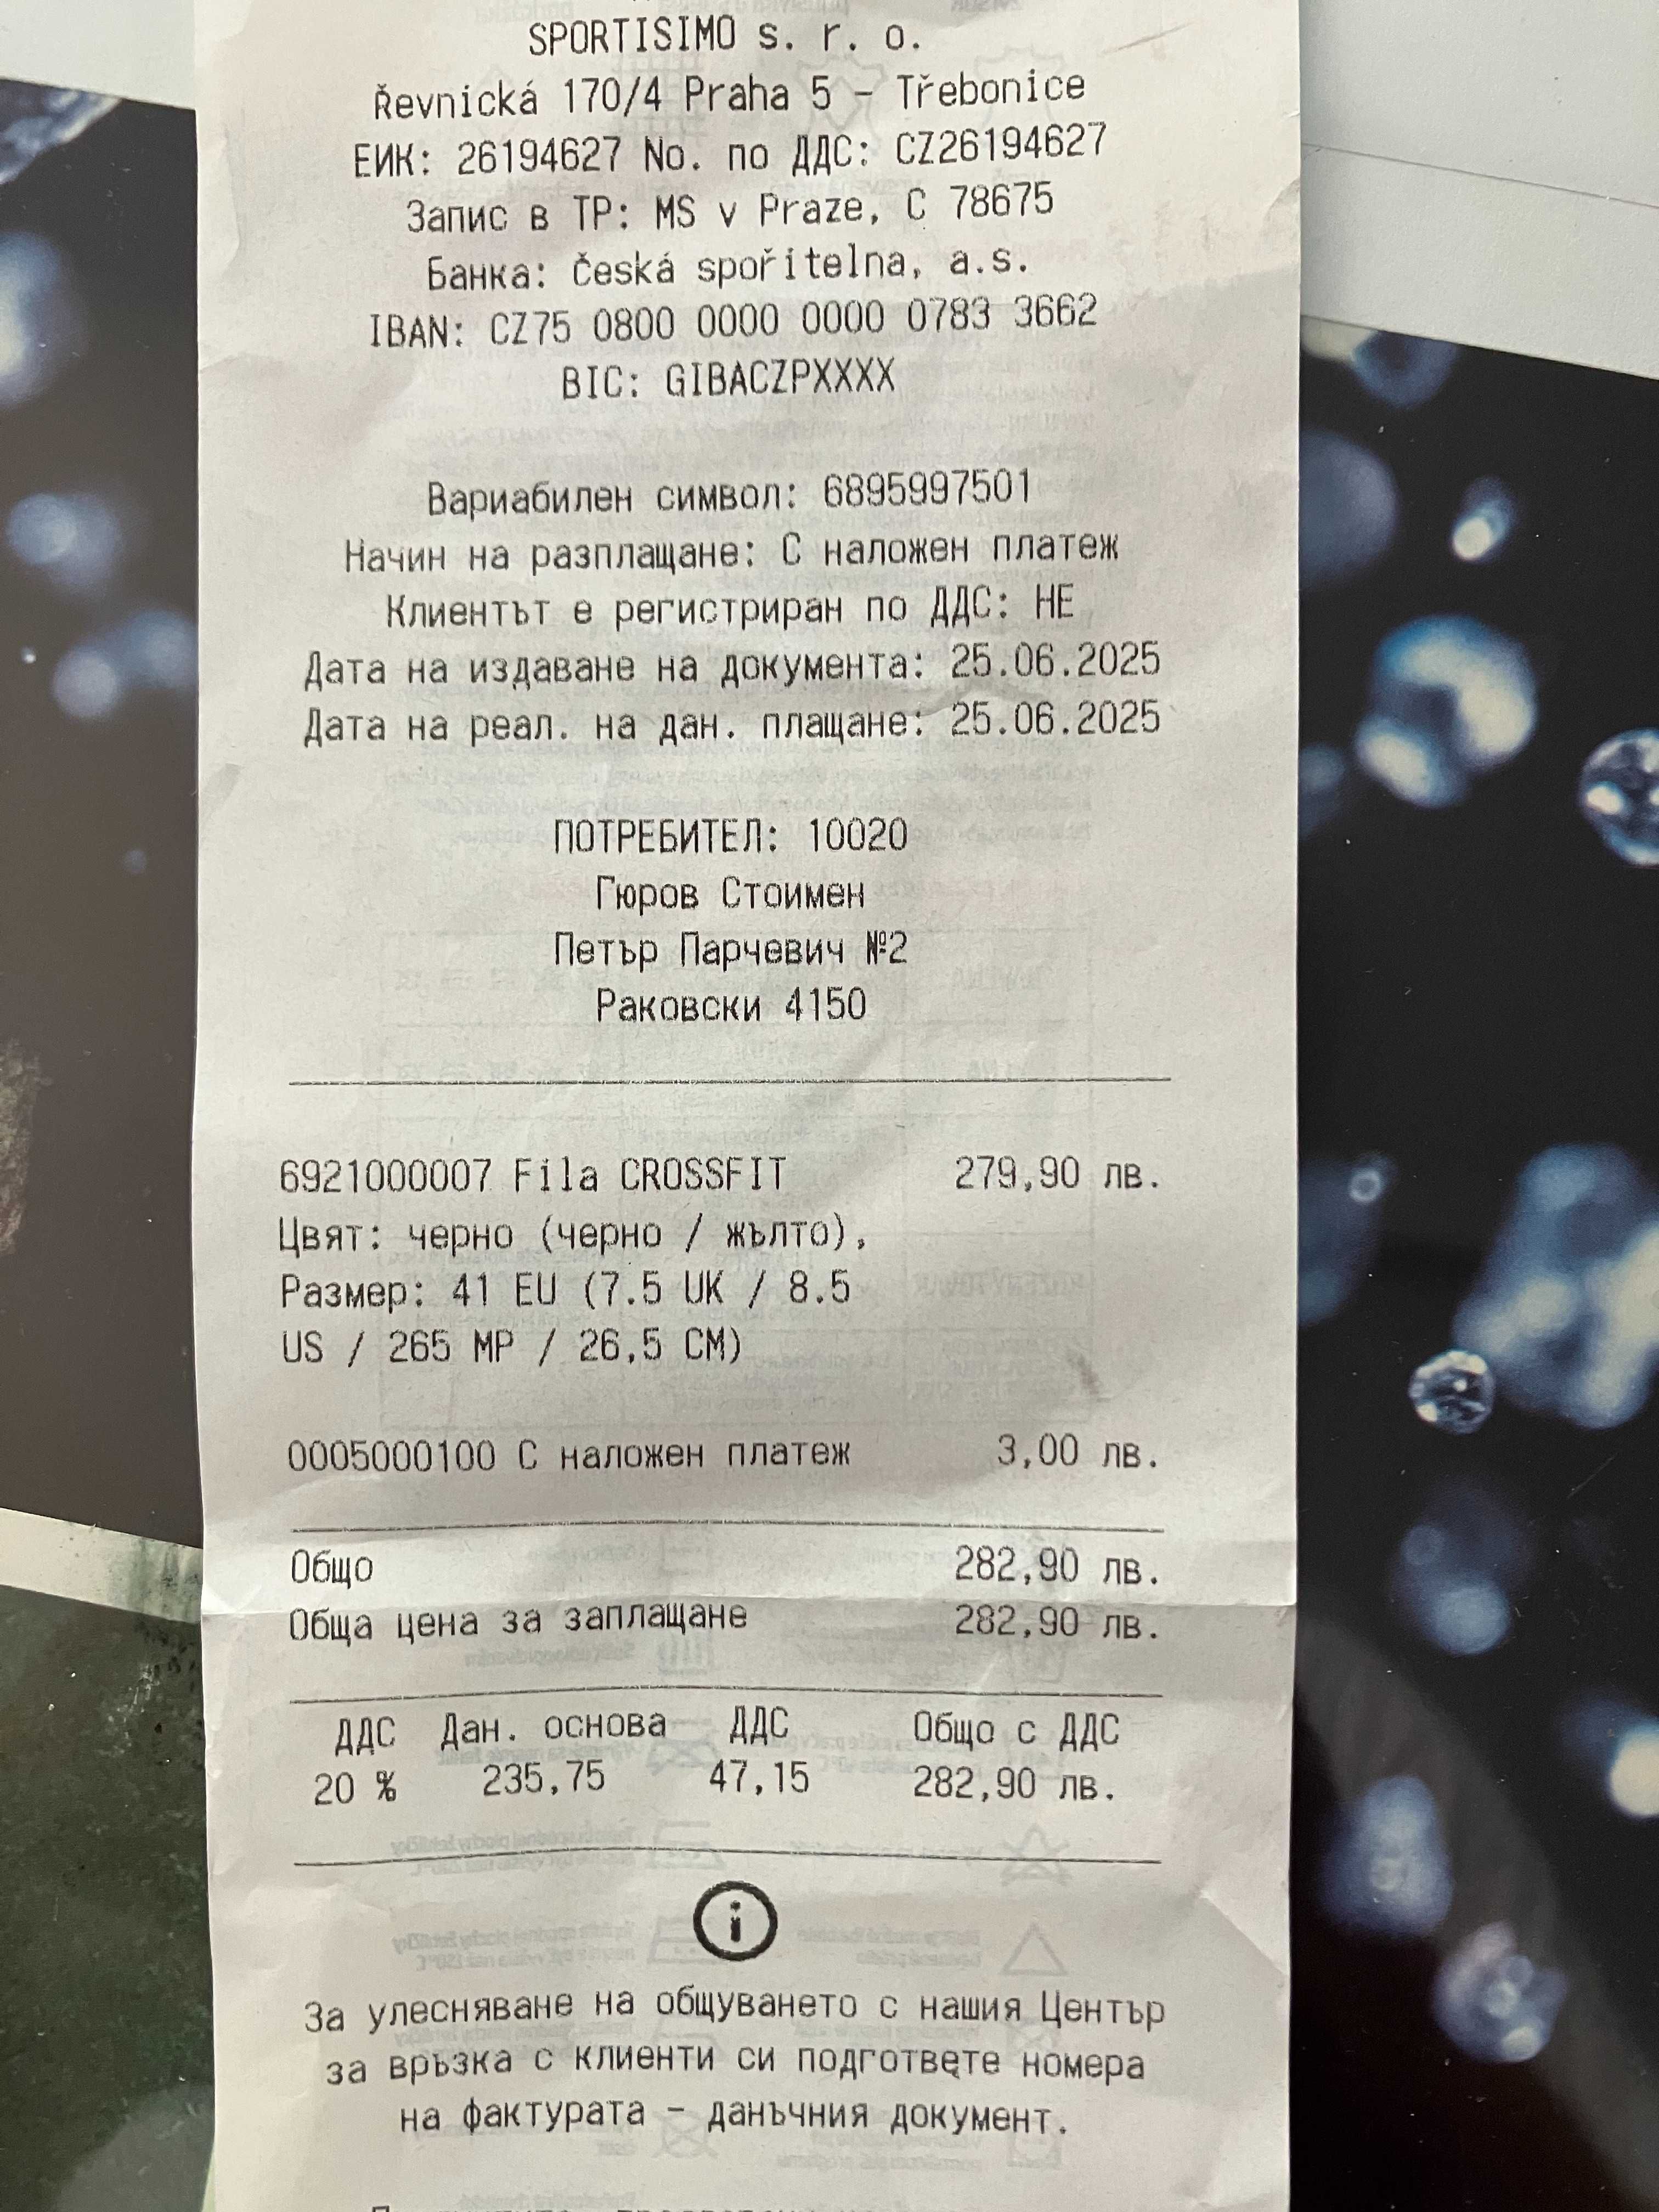 SPORTISIMO s. r. o.
Řevnická 170/4 Praha 5 - Třebonice
ЕИК: 26194627 No. по ДДС: CZ26194627
Запис в ТР: MS v Praze, C 78675
Банка: Česká spořitelna, a.s.
IBAN: CZ75 0800 0000 0000 0783 3662
BIC: GIBACZPXXXX
Вариабилен символ: 6895997501
Начин на разплащане: С наложен платеж
Клиентът е регистриран по ДДС: НЕ
Дата на издаване на документа: 25.06.2025
Дата на реал. на дан. плащане: 25.06.2025
ПОТРЕБИТЕЛ: 10020
Гюров Стоимен
Петър Парчевич №2
Раковски 4150
6921000007 Fila CROSSFIT 279,90 лв.
Цвят: черно (черно / жълто),
Размер: 41 EU (7.5 UK / 8.5
US / 265 MP / 26,5 CM)
0005000100 С наложен платеж 3,00 лв.
Общо 282,90 лв.
Обща цена за заплащане 282,90 лв.
ДДС Дан. основа ДДС Общо с ДДС
20 % 235,75 47,15 282,90 лв.
За улесняване на общуването с нашия Център
за връзка с клиенти си подгответе номера
на фактурата - данъчния документ.